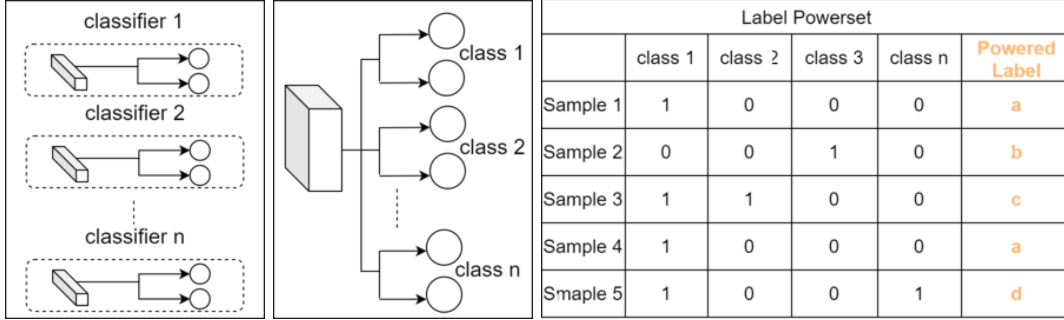 classifier 1
classifier 2
classifier n
class 1
class 2
class n
Label Powerset
class 1 class 2 class 3 class n Powered Label
Sample 1 1 0 0 0 a
Sample 2 0 0 1 0 b
Sample 3 1 1 0 0 c
Sample 4 1 0 0 0 a
Smaple 5 1 0 0 1 d